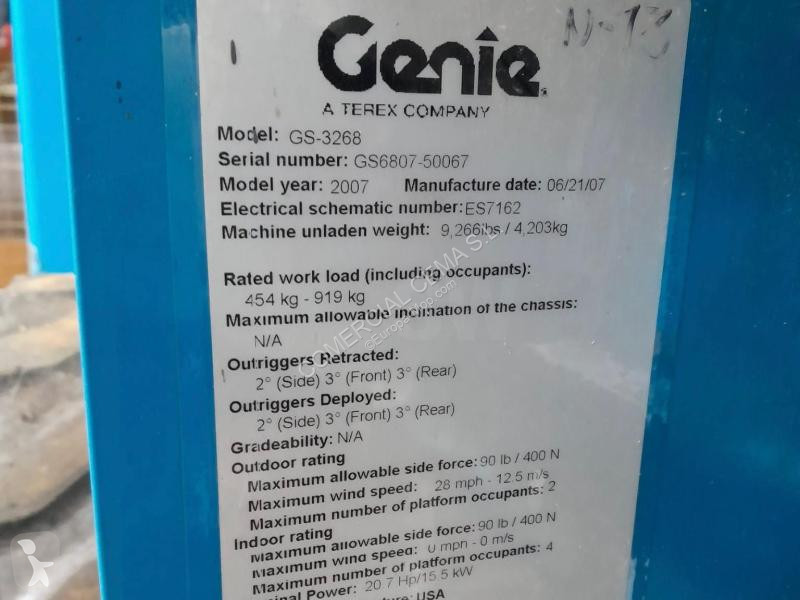 N-13
Genie
A TEREX COMPANY
Model: GS-3268
Serial number: GS6807-50067
Model year: 2007 Manufacture date: 06/21/07
Electrical schematic number: ES7162
Machine unladen weight: 9,266lbs / 4,203kg
Rated work load (including occupants):
454 kg - 919 kg
Maximum allowable inclination of the chassis:
N/A
Outriggers Retracted:
2° (Side) 3° (Front) 3° (Rear)
Outriggers Deployed:
2° (Side) 3° (Front) 3° (Rear)
Gradeability: N/A
Outdoor rating
Maximum allowable side force: 90 lb / 400 N
Maximum wind speed: 28 mph - 12.5 m/s
Maximum number of platform occupants: 2
Indoor rating
Maximum allowable side force: 90 lb / 400 N
Maximum wind speed: 0 mph - 0 m/s
Maximum number of platform occupants: 4
Power: 20.7 Hp/15.5 kW
USA
COMERCIAL CEMA S.L
©Europe-tpp.com